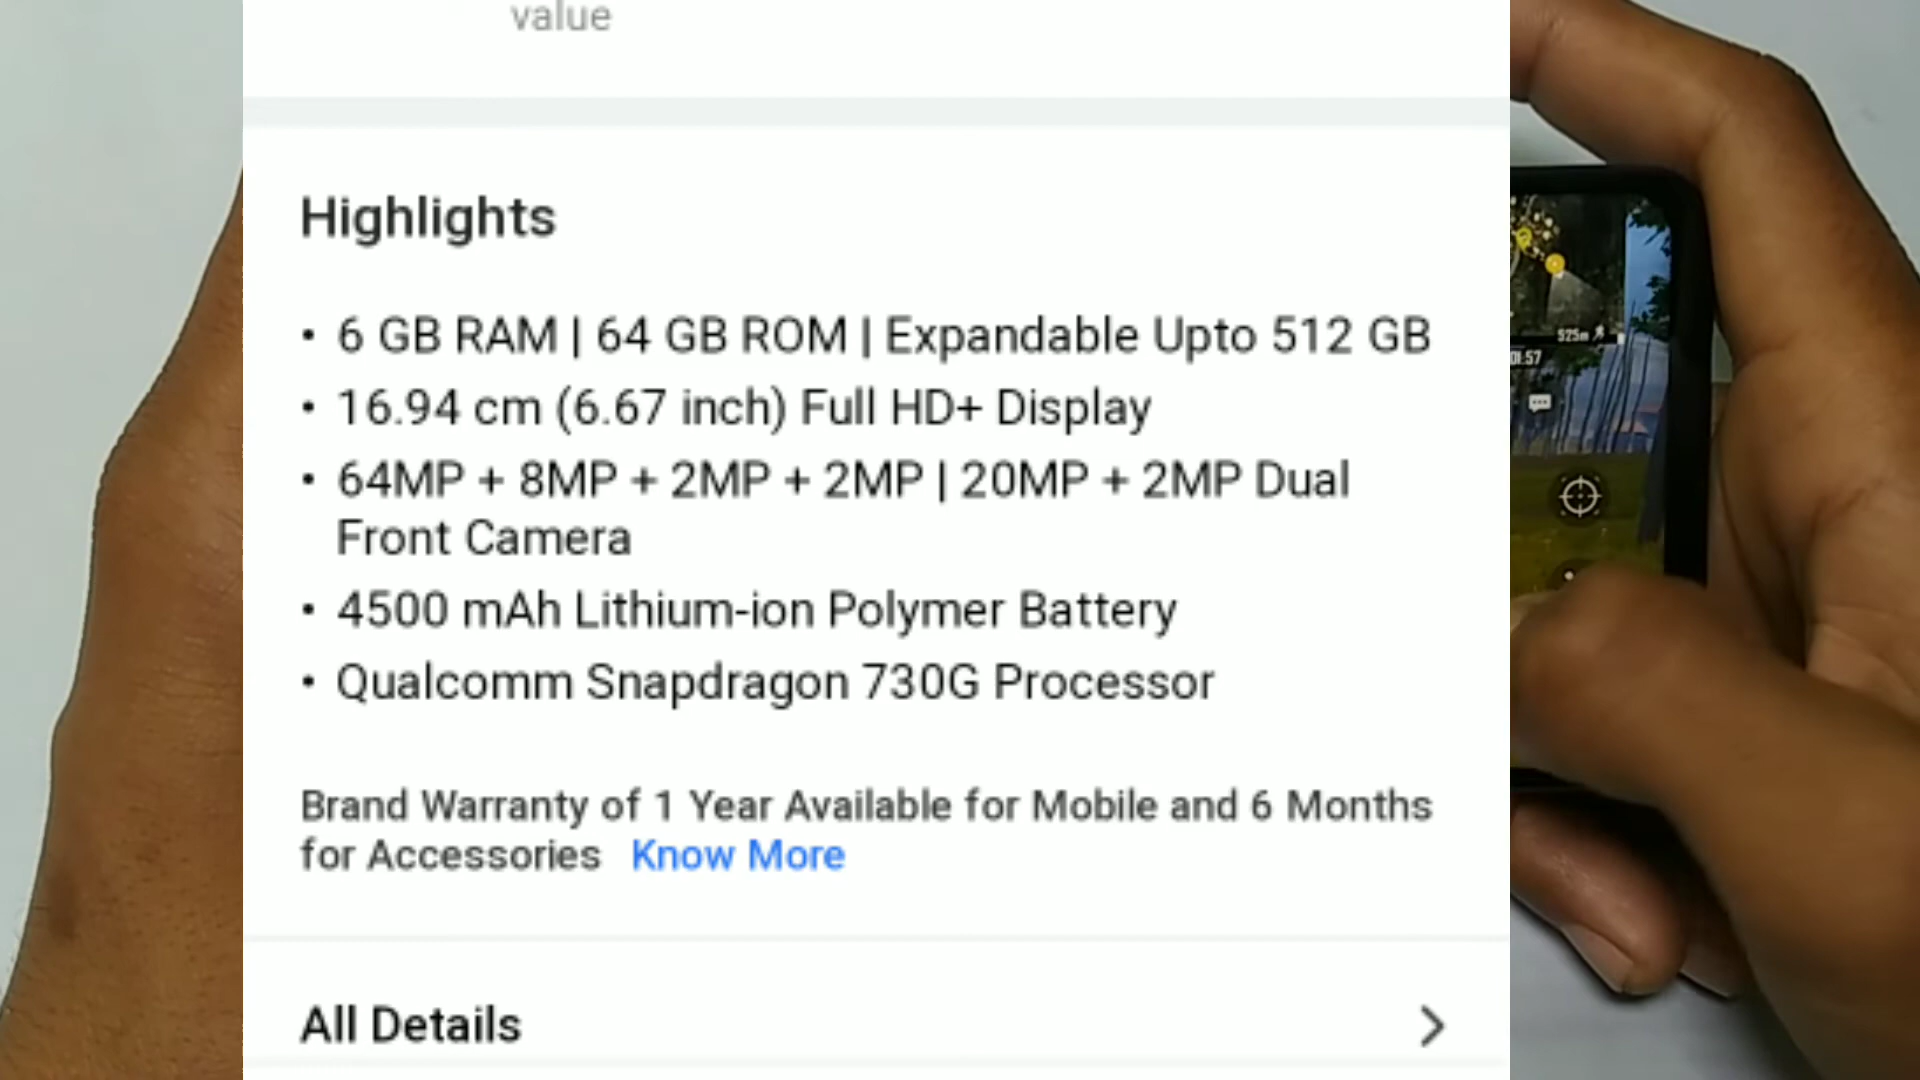 value
Highlights
• 6 GB RAM | 64 GB ROM | Expandable Upto 512 GB
• 16.94 cm (6.67 inch) Full HD+ Display
• 64MP + 8MP + 2MP + 2MP | 20MP + 2MP Dual
Front Camera
• 4500 mAh Lithium-ion Polymer Battery
• Qualcomm Snapdragon 730G Processor
Brand Warranty of 1 Year Available for Mobile and 6 Months
for Accessories Know More
All Details
525m
01:57